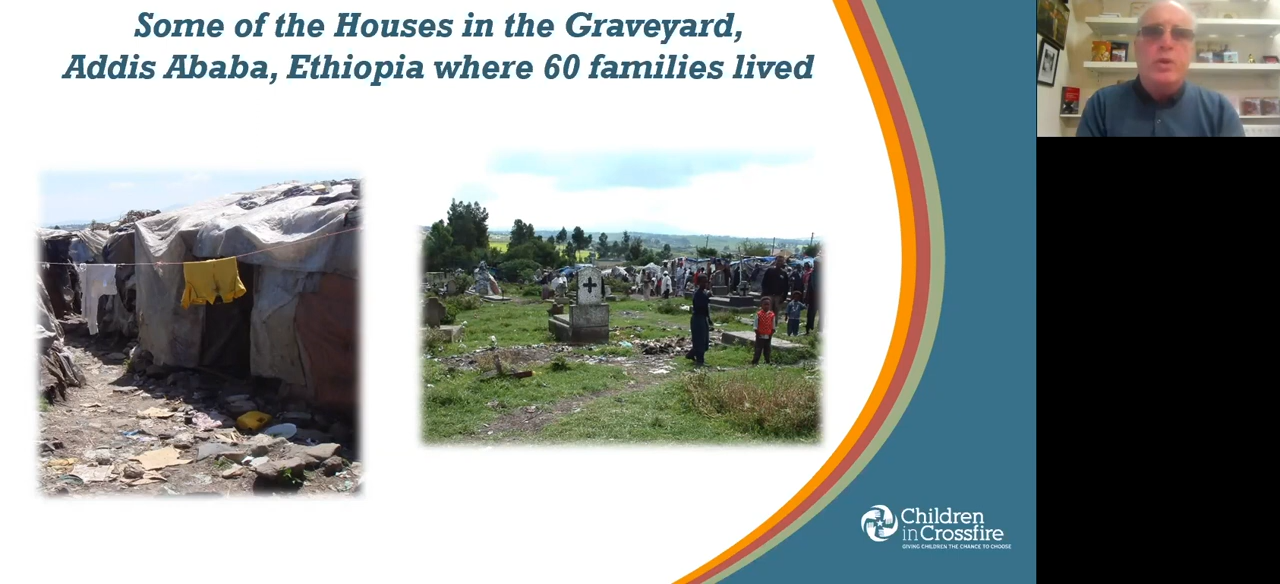 Some of the Houses in the Graveyard,
Addis Ababa, Ethiopia where 60 families lived
Children
in Crossfire
GIVING CHILDREN THE CHANCE TO CHOOSE